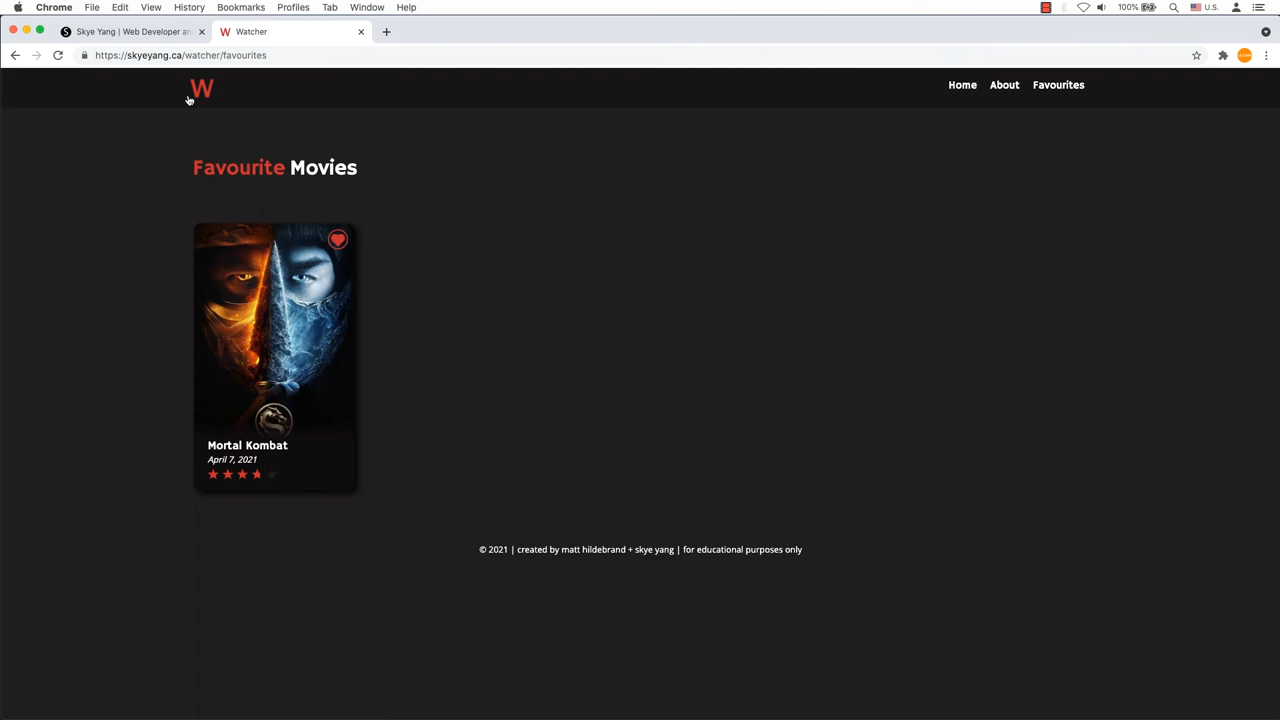 Chrome File Edit View History Bookmarks Profiles Tab Window Help 100% U.S.
Skye Yang | Web Developer an
W Watcher
https://skyeyang.ca/watcher/favourites
W
Home About Favourites
Favourite Movies
Mortal Kombat
April 7, 2021
© 2021 | created by matt hildebrand + skye yang | for educational purposes only